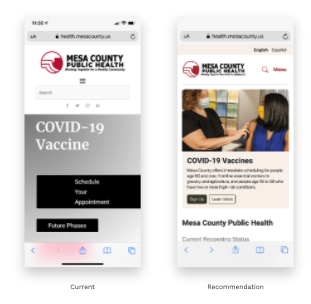 11:05
AA health.mesacounty.us
MESA COUNTY
PUBLIC HEALTH
Working Together for a Healthy Community
Search
COVID-19
Vaccine
Schedule
Your
Appointment
Future Phases
Current
AA health.mesacounty.us
English Español
MESA COUNTY
PUBLIC HEALTH
Working Together for a Healthy Community
Menu
COVID-19 Vaccines
Mesa County offers immediate scheduling for people
age 60 and over. Frontline essential workers in
grocery and agriculture, and people age 16 to 59 who
have two or more high-risk conditions.
Sign Up Learn More
Mesa County Public Health
Current Reopening Status
Recommendation